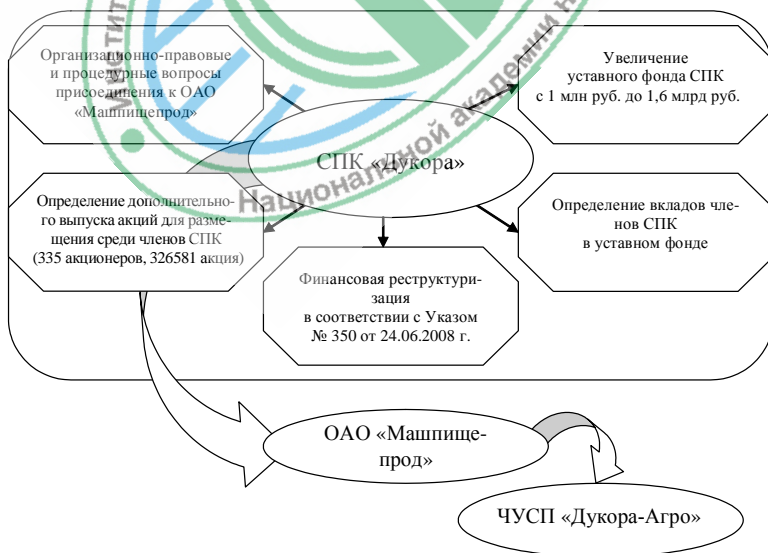 Организационно-правовые
и процедурные вопросы
присоединения к ОАО
«Машпищепрод»
Увеличение
уставного фонда СПК
с 1 млн руб. до 1,6 млрд руб.
СПК «Дукора»
Национальной академии н
Определение дополнительно-
го выпуска акций для разме-
щения среди членов СПК
(335 акционеров, 326581 акция)
Определение вкладов чле-
нов СПК
в уставном фонде
Финансовая реструктури-
зация
в соответствии с Указом
№ 350 от 24.06.2008 г.
ОАО «Машпище-
прод»
ЧУСП «Дукора-Агро»